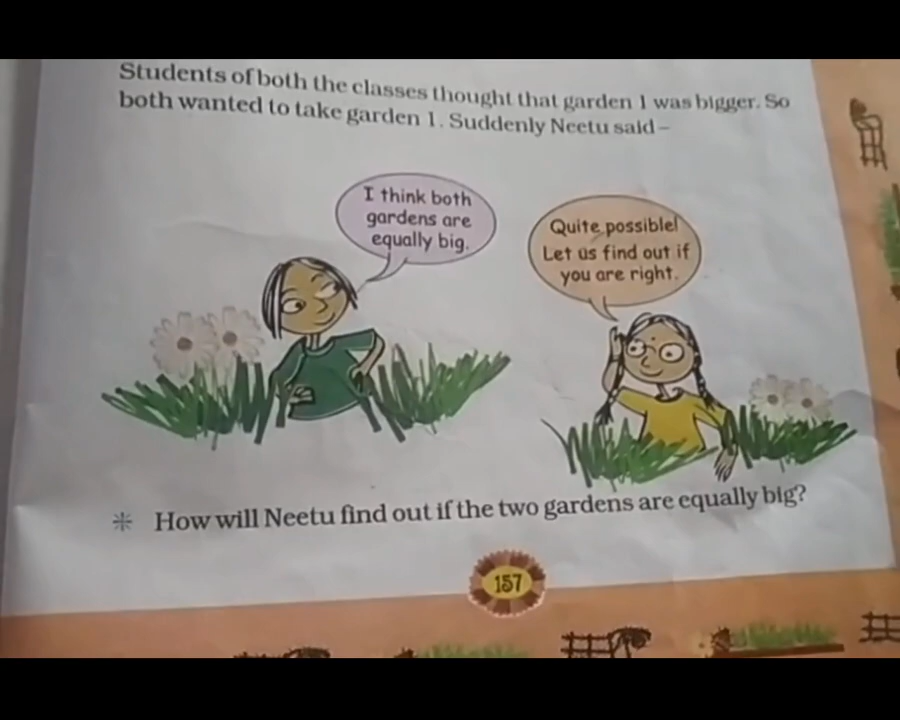 Students of both the classes thought that garden 1 was bigger. So
both wanted to take garden 1. Suddenly Neetu said –
I think both
gardens are
equally big.
Quite possible!
Let us find out if
you are right.
How will Neetu find out if the two gardens are equally big?
157